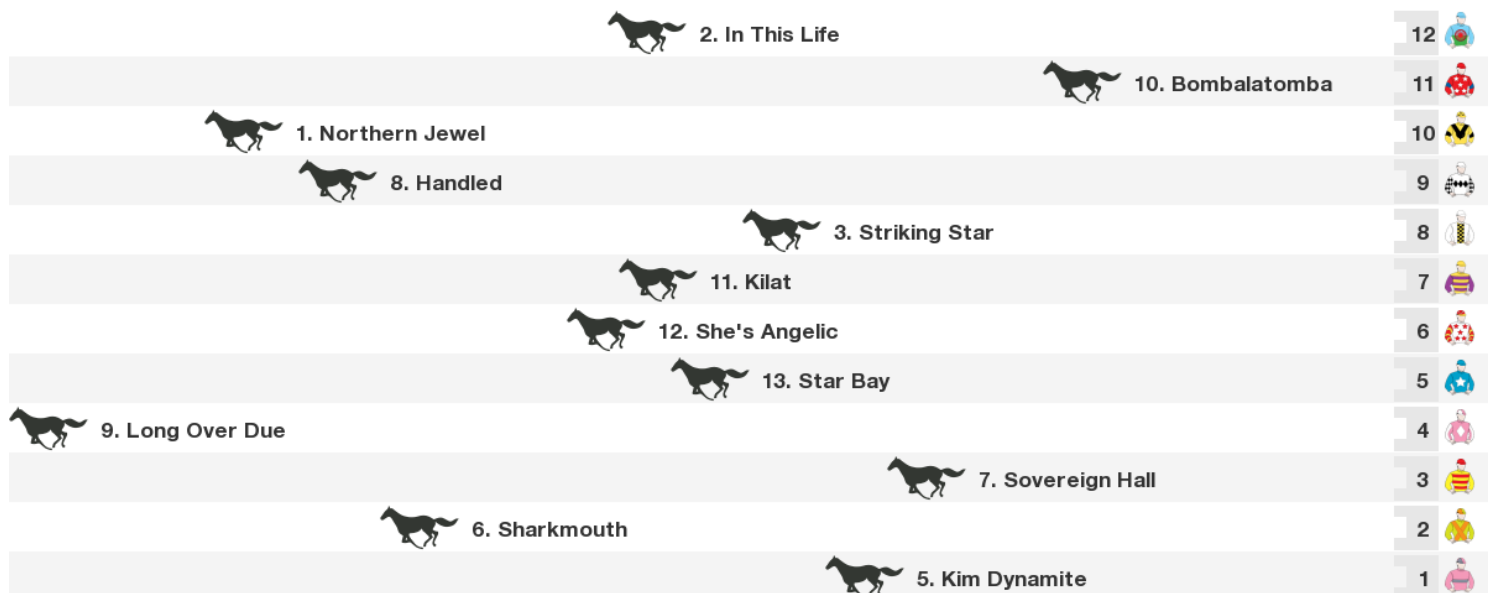 2. In This Life 12
10. Bombalatomba 11
1. Northern Jewel 10
8. Handled 9
3. Striking Star 8
11. Kilat 7
12. She's Angelic 6
13. Star Bay 5
9. Long Over Due 4
7. Sovereign Hall 3
6. Sharkmouth 2
5. Kim Dynamite 1